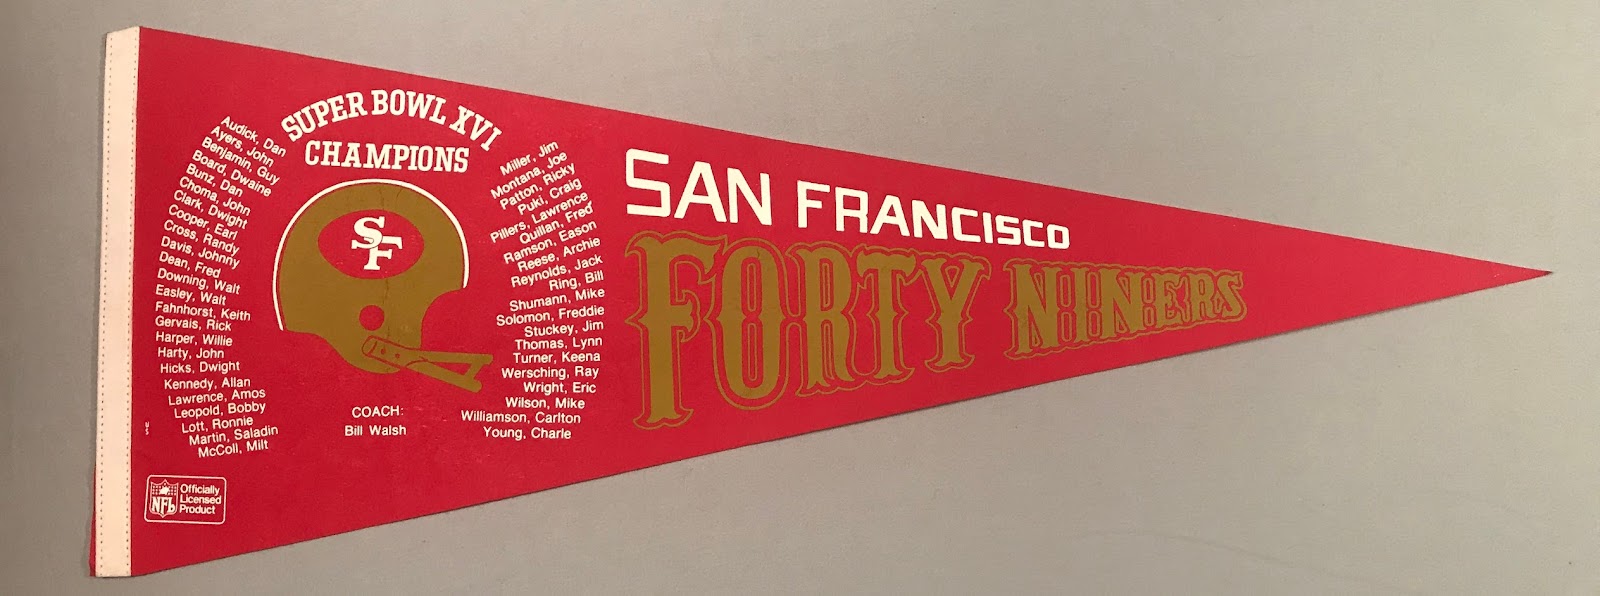 SUPER BOWL XVI
CHAMPIONS
Audick, Dan
Ayers, John
Benjamin, Guy
Board, Dwaine
Bunz, Dan
Choma, John
Clark, Dwight
Cooper, Earl
Cross, Randy
Davis, Johnny
Dean, Fred
Downing, Walt
Easley, Walt
Fahnhorst, Keith
Gervais, Rick
Harper, Willie
Harty, John
Hicks, Dwight
Kennedy, Allan
Lawrence, Amos
Leopold, Bobby
Lott, Ronnie
Martin, Saladin
McColl, Milt
SF
COACH:
Bill Walsh
Miller, Jim
Montana, Joe
Patton, Ricky
Puki, Craig
Pillers, Lawrence
Quillan, Fred
Ramson, Eason
Reese, Archie
Reynolds, Jack
Ring, Bill
Shumann, Mike
Solomon, Freddie
Stuckey, Jim
Thomas, Lynn
Turner, Keena
Wersching, Ray
Wright, Eric
Wilson, Mike
Williamson, Carlton
Young, Charle
SAN FRANCISCO
FORTY NINERS
NFL
Officially
Licensed
Product